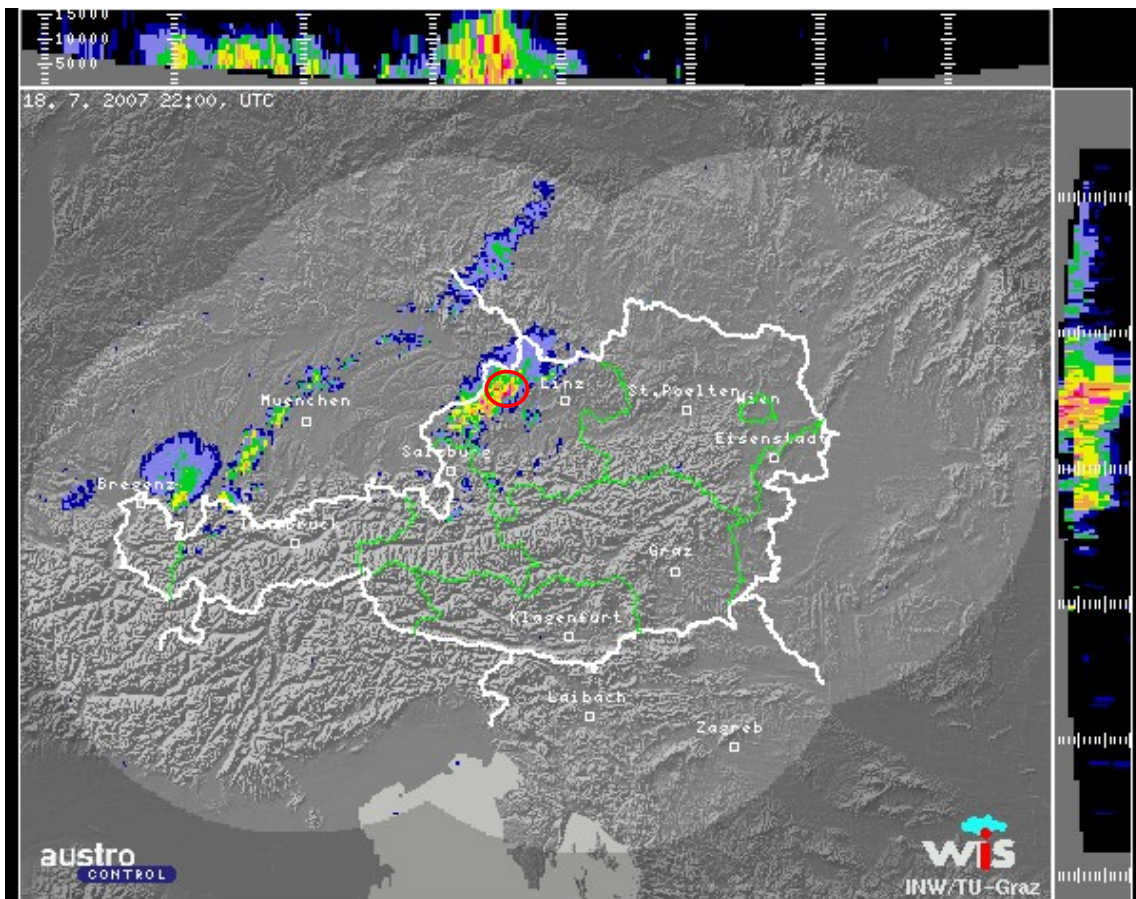 15000
10000
5000
18. 7. 2007 22:00, UTC
Linz
St.Poelten
Wien
Muenchen
Eisenstadt
Salzburg
Bregenz
Innsbruck
Graz
Klagenfurt
Laibach
Zagreb
austro
CONTROL
WIS
INW/TU-Graz